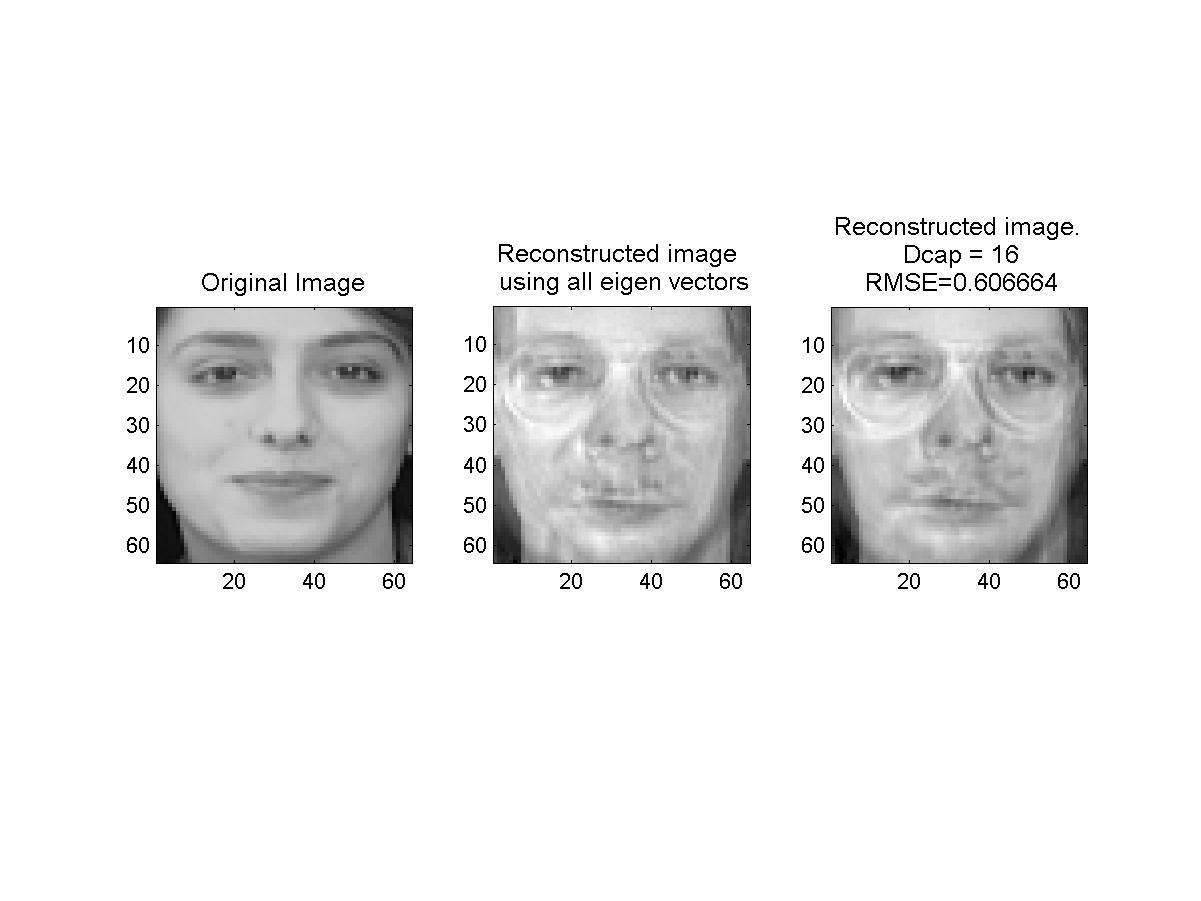 Original Image
10
20
30
40
50
60
20 40 60
Reconstructed image
using all eigen vectors
10
20
30
40
50
60
20 40 60
Reconstructed image.
Dcap = 16
RMSE=0.606664
10
20
30
40
50
60
20 40 60